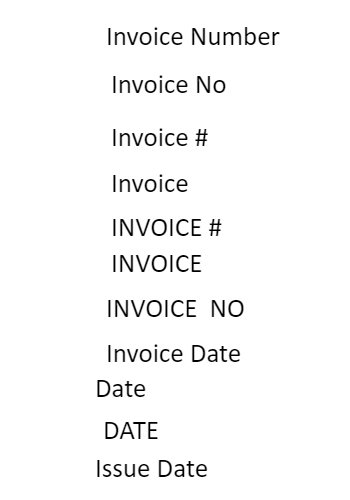 Invoice Number
Invoice No
Invoice #
Invoice
INVOICE #
INVOICE
INVOICE  NO
Invoice Date
Date
DATE
Issue Date